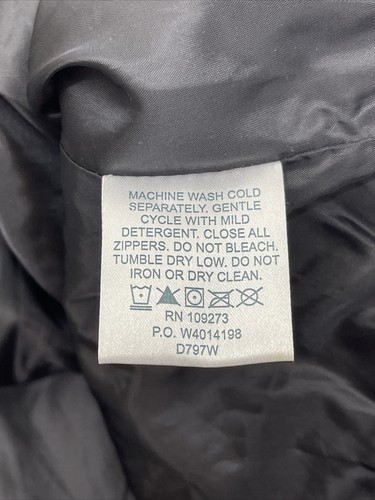 MACHINE WASH COLD
SEPARATELY. GENTLE
CYCLE WITH MILD
DETERGENT. CLOSE ALL
ZIPPERS. DO NOT BLEACH.
TUMBLE DRY LOW. DO NOT
IRON OR DRY CLEAN.
RN 109273
P.O. W4014198
D797W